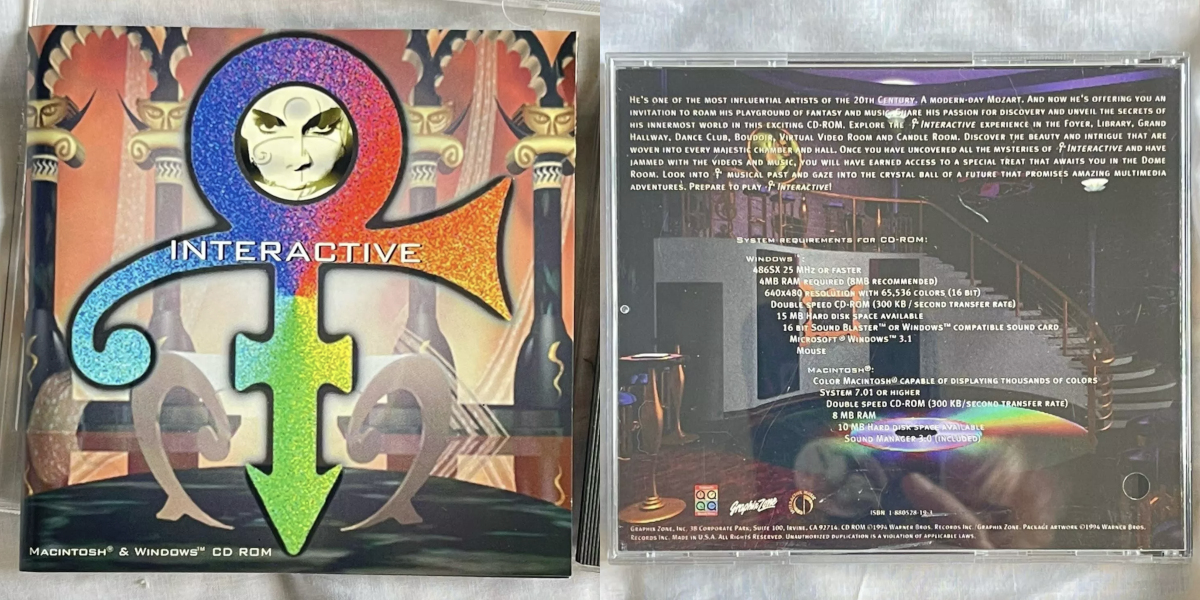 INTERACTIVE
MACINTOSH® & WINDOWS™ CD ROM
HE'S ONE OF THE MOST INFLUENTIAL ARTISTS OF THE 20TH CENTURY. A MODERN-DAY MOZART. AND NOW HE'S OFFERING YOU AN
INVITATION TO ROAM HIS PLAYGROUND OF FANTASY AND MUSIC, SHARE HIS PASSION FOR DISCOVERY AND UNVEIL THE SECRETS OF
HIS INNERMOST WORLD IN THIS EXCITING CD-ROM. EXPLORE THE INTERACTIVE EXPERIENCE IN THE FOYER, LIBRARY, GRAND
HALLWAY, DANCE CLUB, BOUDOIR, VIRTUAL VIDEO ROOM AND CANDLE ROOM. DISCOVER THE BEAUTY AND INTRIGUE THAT ARE
WOVEN INTO EVERY MAJESTIC CHAMBER AND HALL. ONCE YOU HAVE UNCOVERED ALL THE MYSTERIES OF INTERACTIVE AND HAVE
JAMMED WITH THE VIDEOS AND MUSIC, YOU WILL HAVE EARNED ACCESS TO A SPECIAL TREAT THAT AWAITS YOU IN THE DOME
ROOM. LOOK INTO MUSICAL PAST AND GAZE INTO THE CRYSTAL BALL OF A FUTURE THAT PROMISES AMAZING MULTIMEDIA
ADVENTURES. PREPARE TO PLAY INTERACTIVE!
SYSTEM REQUIREMENTS FOR CD-ROM:
WINDOWS™:
486SX 25 MHZ OR FASTER
4MB RAM REQUIRED (8MB RECOMMENDED)
640X480 RESOLUTION WITH 65,536 COLORS (16 BIT)
DOUBLE SPEED CD-ROM (300 KB / SECOND TRANSFER RATE)
15 MB HARD DISK SPACE AVAILABLE
16 BIT SOUND BLASTER™ OR WINDOWS™ COMPATIBLE SOUND CARD
MICROSOFT® WINDOWS™ 3.1
MOUSE
MACINTOSH®:
COLOR MACINTOSH® CAPABLE OF DISPLAYING THOUSANDS OF COLORS
SYSTEM 7.01 OR HIGHER
DOUBLE SPEED CD-ROM (300 KB/SECOND TRANSFER RATE)
8 MB RAM
10 MB HARD DISK SPACE AVAILABLE
SOUND MANAGER 3.0 (INCLUDED)
Graphix Zone
ISBN 1-880528-19-1
GRAPHIX ZONE, INC. 38 CORPORATE PARK, SUITE 100, IRVINE, CA 92714. CD ROM ©1994 WARNER BROS. RECORDS INC./GRAPHIX ZONE. PACKAGE ARTWORK ©1994 WARNER BROS.
RECORDS INC. MADE IN U.S.A. ALL RIGHTS RESERVED. UNAUTHORIZED DUPLICATION IS A VIOLATION OF APPLICABLE LAWS.